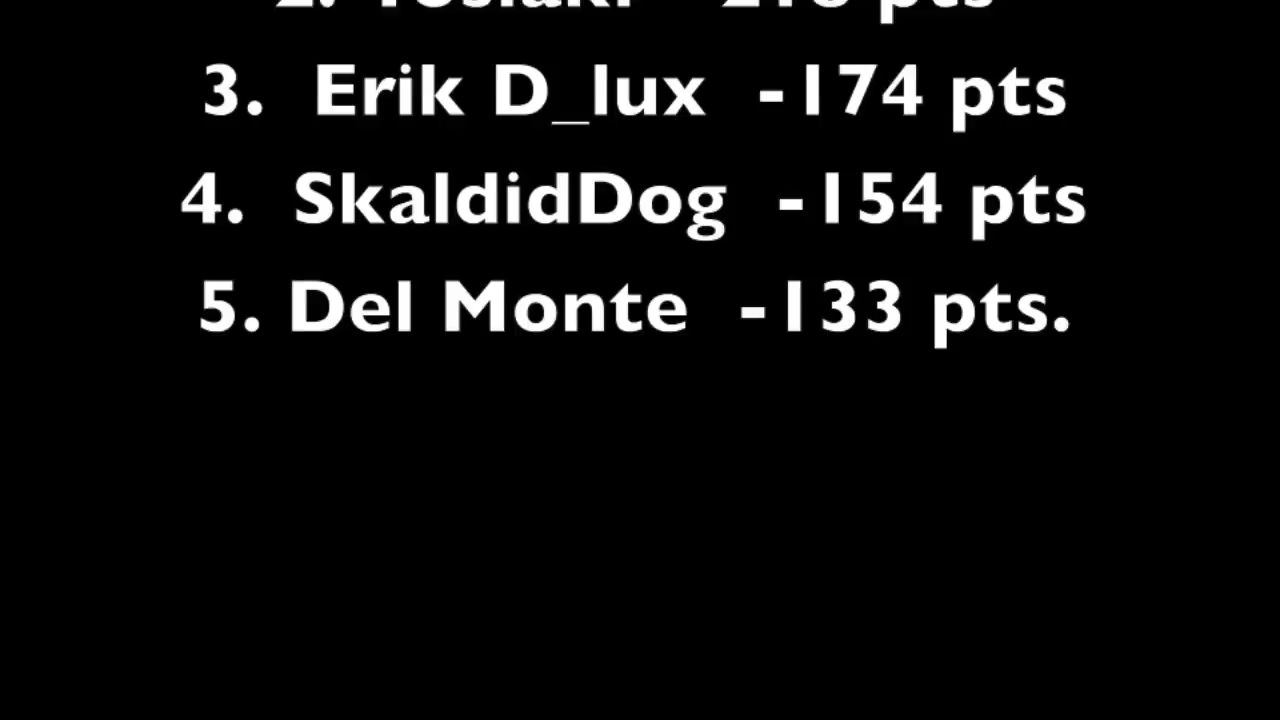 3. Erik D_lux -174 pts
4. SkaldidDog -154 pts
5. Del Monte -133 pts.